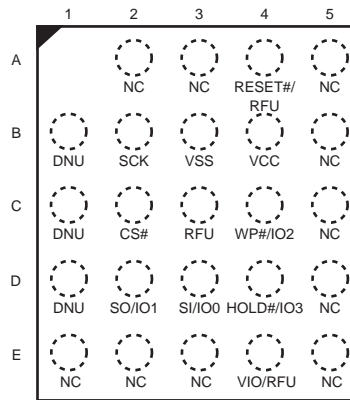 1 2 3 4 5
A
NC NC RESET#/ NC
RFU
B
DNU SCK VSS VCC NC
C
DNU CS# RFU WP#/IO2 NC
D
DNU SO/IO1 SI/IO0 HOLD#/IO3 NC
E
NC NC NC VIO/RFU NC